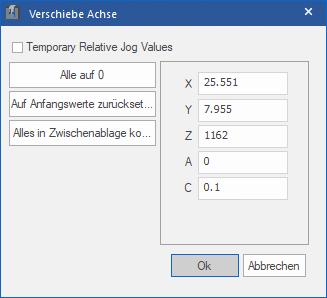 Verschiebe Achse
Temporary Relative Jog Values
Alle auf 0
Auf Anfangswerte zurückset...
Alles in Zwischenablage ko...
X 25.551
Y 7.955
Z 1162
A 0
C 0.1
Ok Abbrechen